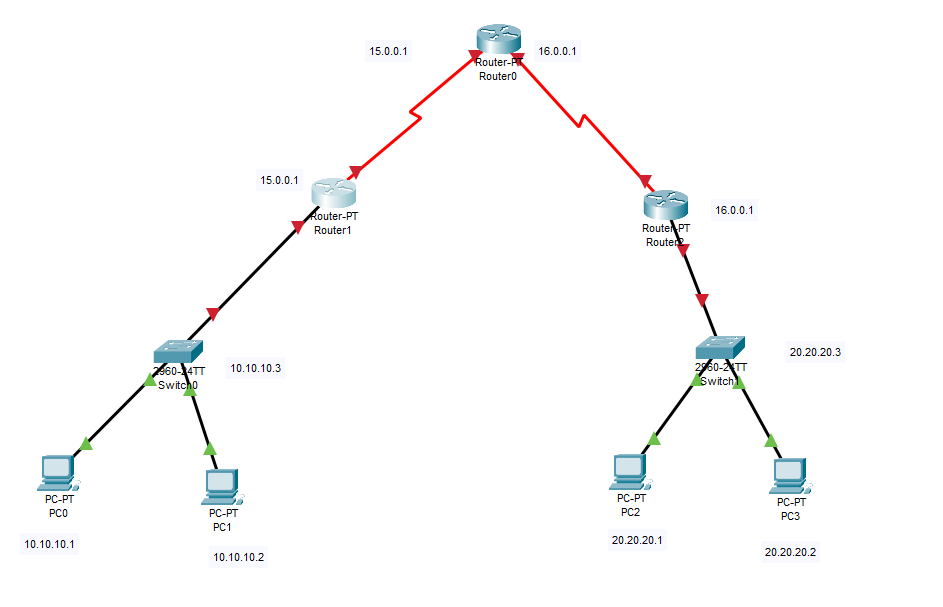 15.0.0.1
16.0.0.1
Router-PT
Router0
15.0.0.1
Router-PT
Router1
16.0.0.1
Router-PT
Router2
2960-24TT
Switch0
10.10.10.3
2960-24TT
Switch1
20.20.20.3
PC-PT
PC0
PC-PT
PC1
PC-PT
PC2
PC-PT
PC3
10.10.10.1
10.10.10.2
20.20.20.1
20.20.20.2